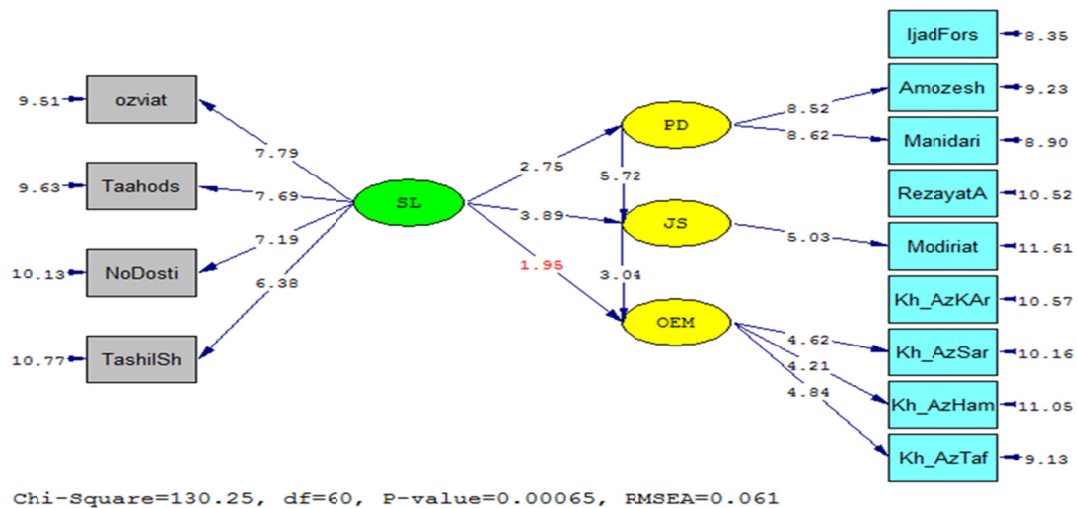 IjadFors
8.35
ozviat
9.51
Amozesh
9.23
8.52
PD
8.62
Manidari
8.90
7.79
2.75
Taahods
9.63
7.69
5.72
RezayatA
10.52
SL
3.89
JS
5.03
Modiriat
11.61
7.19
1.95
3.04
NoDosti
10.13
6.38
Kh_AzKAr
10.57
OEM
4.62
Kh_AzSar
10.16
TashilSh
10.77
4.21
4.84
Kh_AzHam
11.05
Kh_AzTaf
9.13
Chi-Square=130.25, df=60, P-value=0.00065, RMSEA=0.061